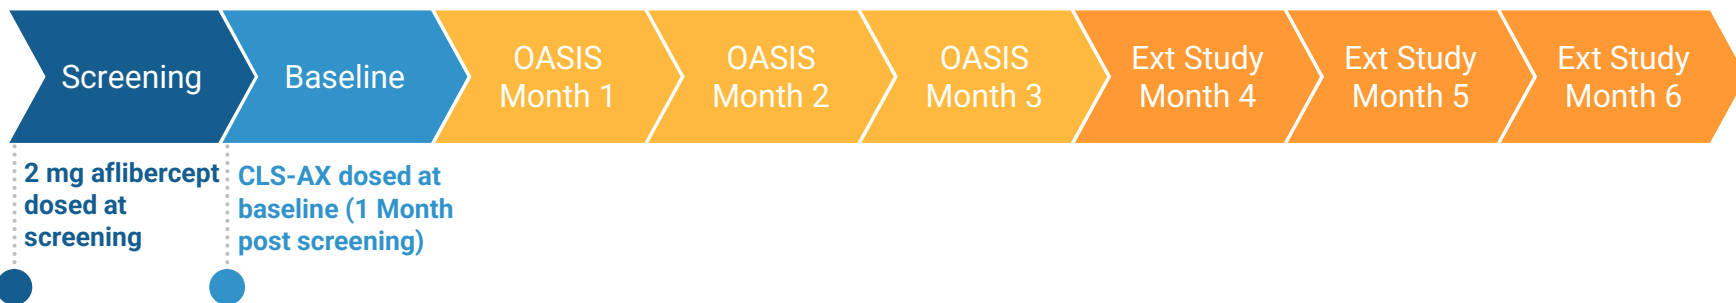 Screening
Baseline
OASIS
Month 1
OASIS
Month 2
OASIS
Month 3
Ext Study
Month 4
Ext Study
Month 5
Ext Study
Month 6
2 mg aflibercept
dosed at
screening
CLS-AX dosed at
baseline (1 Month
post screening)